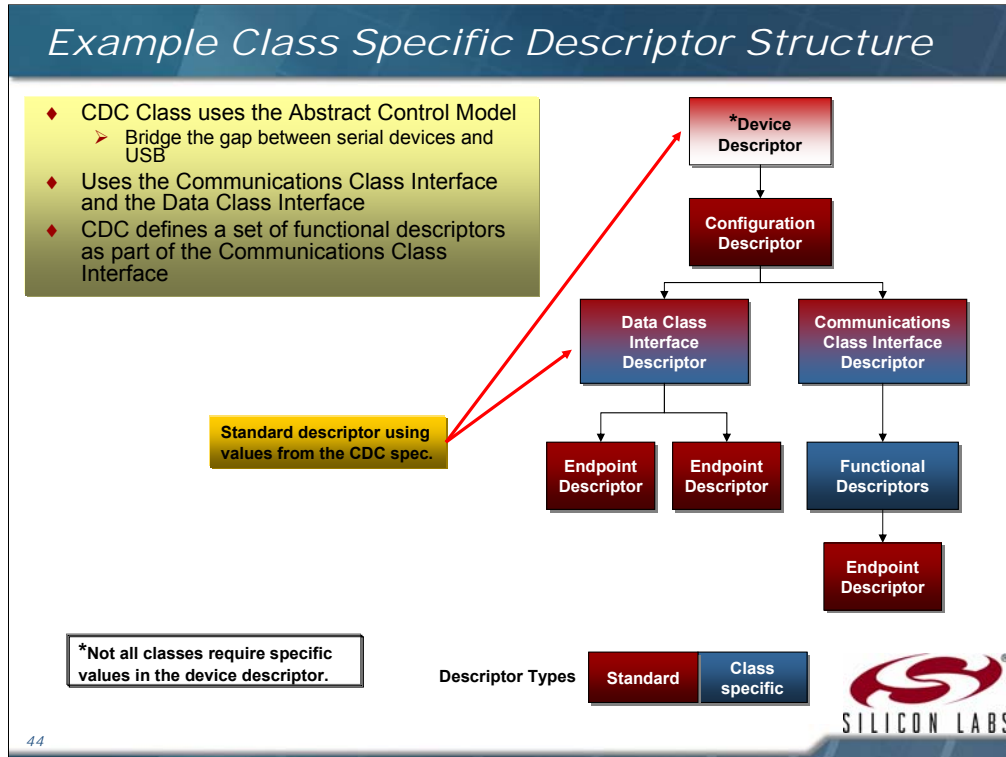 Example Class Specific Descriptor Structure
♦ CDC Class uses the Abstract Control Model
➢ Bridge the gap between serial devices and
USB
♦ Uses the Communications Class Interface
and the Data Class Interface
♦ CDC defines a set of functional descriptors
as part of the Communications Class
Interface
*Device
Descriptor
Configuration
Descriptor
Data Class
Interface
Descriptor
Communications
Class Interface
Descriptor
Standard descriptor using
values from the CDC spec.
Endpoint
Descriptor
Endpoint
Descriptor
Functional
Descriptors
Endpoint
Descriptor
*Not all classes require specific
values in the device descriptor.
Descriptor Types
Standard
Class
specific
SILICON LABS
®
44